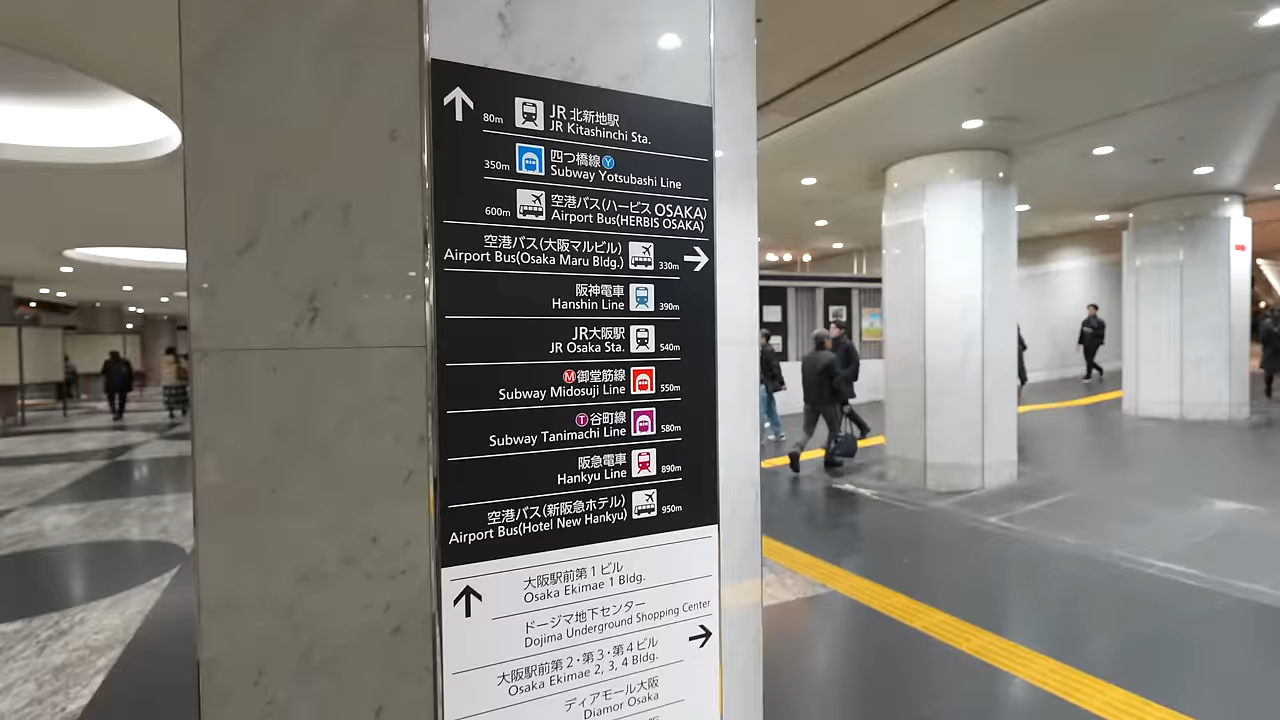 80m
JR 北新地駅
JR Kitashinchi Sta.
350m
四つ橋線 Y
Subway Yotsubashi Line
600m
空港バス(ハービス OSAKA)
Airport Bus(HERBIS OSAKA)
空港バス(大阪マルビル)
Airport Bus(Osaka Maru Bldg.)
330m
阪神電車
Hanshin Line
390m
JR大阪駅
JR Osaka Sta.
540m
M 御堂筋線
Subway Midosuji Line
550m
T 谷町線
Subway Tanimachi Line
580m
阪急電車
Hankyu Line
890m
空港バス(新阪急ホテル)
Airport Bus(Hotel New Hankyu)
950m
大阪駅前第1ビル
Osaka Ekimae 1 Bldg.
ドージマ地下センター
Dojima Underground Shopping Center
大阪駅前第2・第3・第4ビル
Osaka Ekimae 2, 3, 4 Bldg.
ディアモール大阪
Diamor Osaka